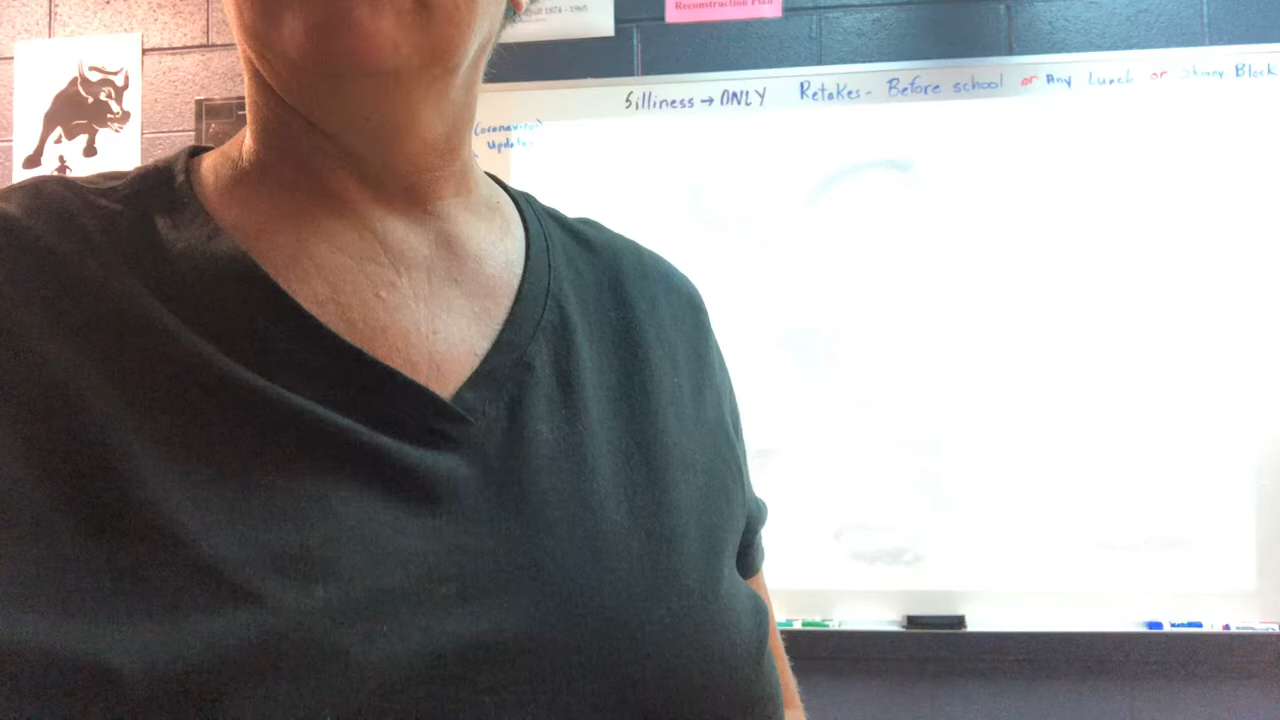 1874 - 1965
Reconstruction Plan
Silliness → ONLY
Retakes - Before school or Any Lunch or Skinny Block
(Coronavirus)
Update